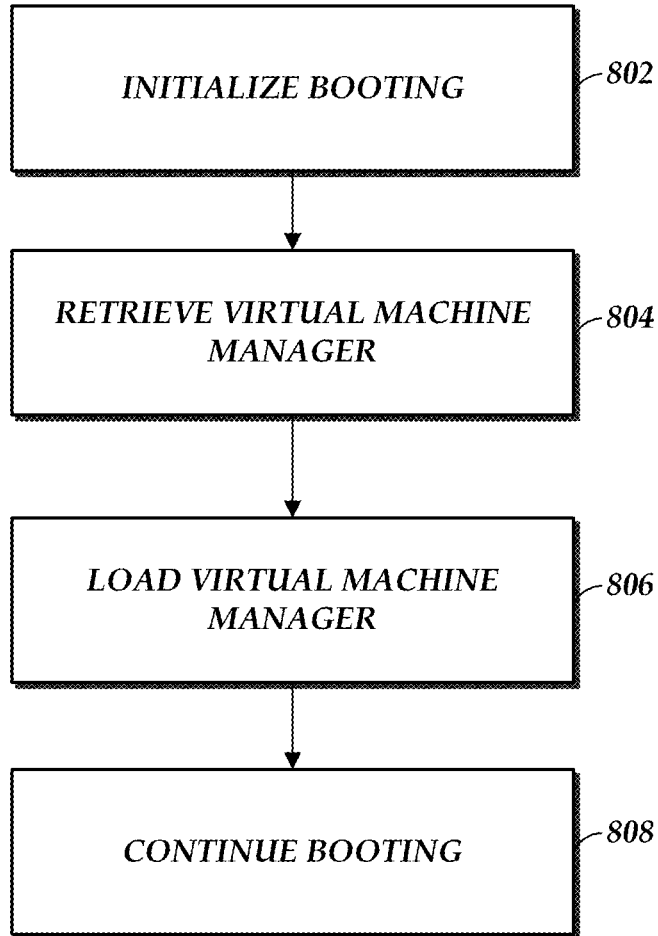 INITIALIZE BOOTING
802
RETRIEVE VIRTUAL MACHINE
MANAGER
804
LOAD VIRTUAL MACHINE
MANAGER
806
CONTINUE BOOTING
808